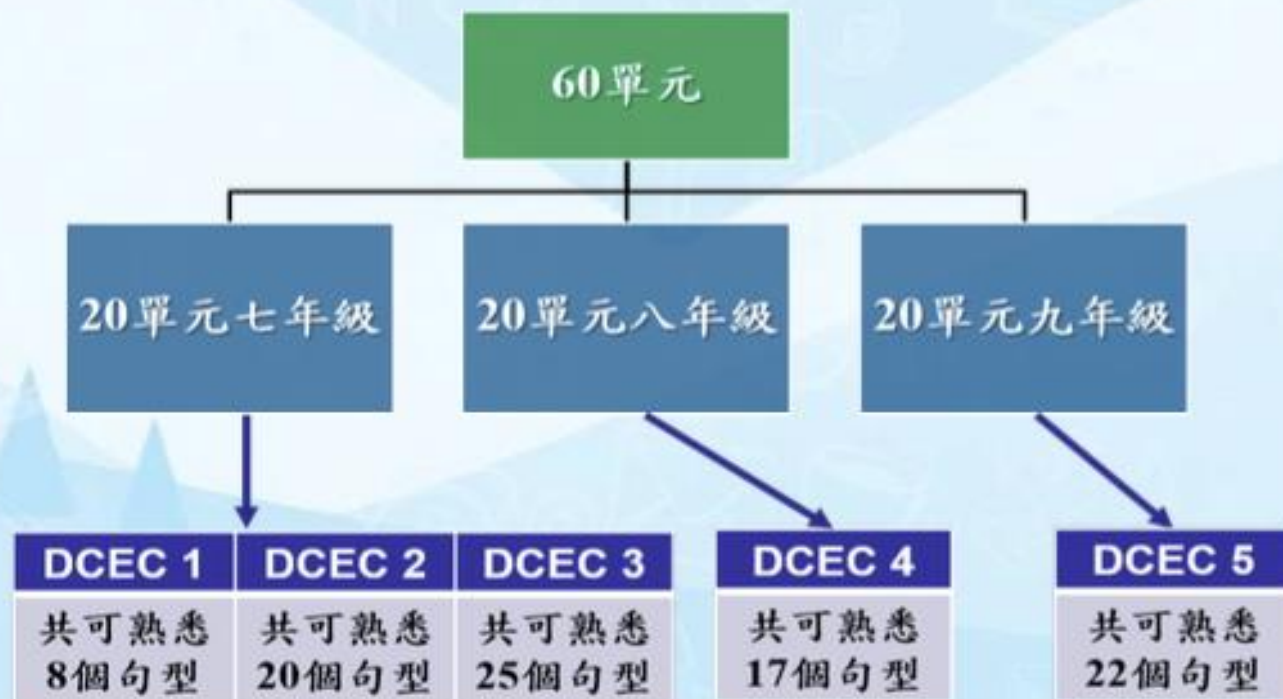 60單元
20單元七年級
20單元八年級
20單元九年級
DCEC 1
DCEC 2
DCEC 3
DCEC 4
DCEC 5
共可熟悉
8個句型
共可熟悉
20個句型
共可熟悉
25個句型
共可熟悉
17個句型
共可熟悉
22個句型